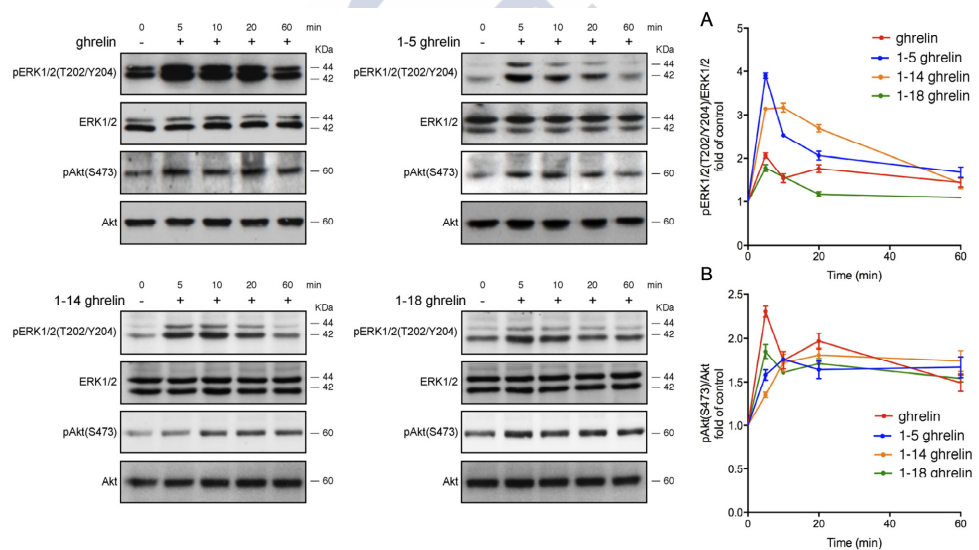 0 5 10 20 60 min
ghrelin - + + + +
KDa
pERK1/2(T202/Y204)
44
42
ERK1/2
44
42
pAkt(S473)
60
Akt
60
0 5 10 20 60 min
1-5 ghrelin - + + + +
KDa
pERK1/2(T202/Y204)
44
42
ERK1/2
44
42
pAkt(S473)
60
Akt
60
0 5 10 20 60 min
1-14 ghrelin - + + + +
KDa
pERK1/2(T202/Y204)
44
42
ERK1/2
44
42
pAkt(S473)
60
Akt
60
0 5 10 20 60 min
1-18 ghrelin - + + + +
KDa
pERK1/2(T202/Y204)
44
42
ERK1/2
44
42
pAkt(S473)
60
Akt
60
A
pERK1/2(T202/Y204)/ERK1/2
fold of control
5
4
3
2
1
0
ghrelin
1-5 ghrelin
1-14 ghrelin
1-18 ghrelin
0 20 40 60
Time (min)
B
pAkt(S473)/Akt
fold of control
2.5
2.0
1.5
1.0
0.5
0.0
ghrelin
1-5 ghrelin
1-14 ghrelin
1-18 ghrelin
0 20 40 60
Time (min)